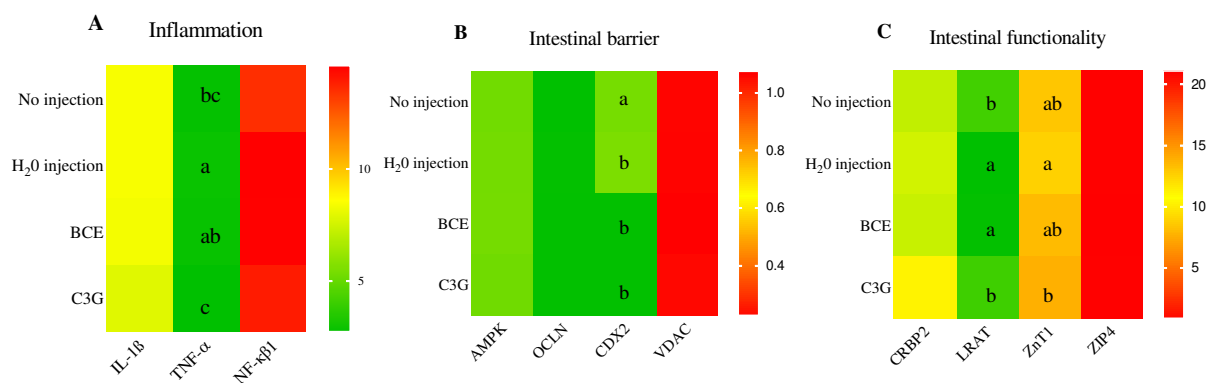 A
Inflammation
No injection
H₂0 injection
BCE
C3G
bc
a
ab
c
10
5
IL-1ß
TNF-α
NF-κβ1
B
Intestinal barrier
No injection
H₂0 injection
BCE
C3G
a
b
b
b
1.0
0.8
0.6
0.4
AMPK
OCLN
CDX2
VDAC
C
Intestinal functionality
No injection
H₂0 injection
BCE
C3G
b ab
a a
a ab
b b
20
15
10
5
CRBP2
LRAT
ZnT1
ZIP4